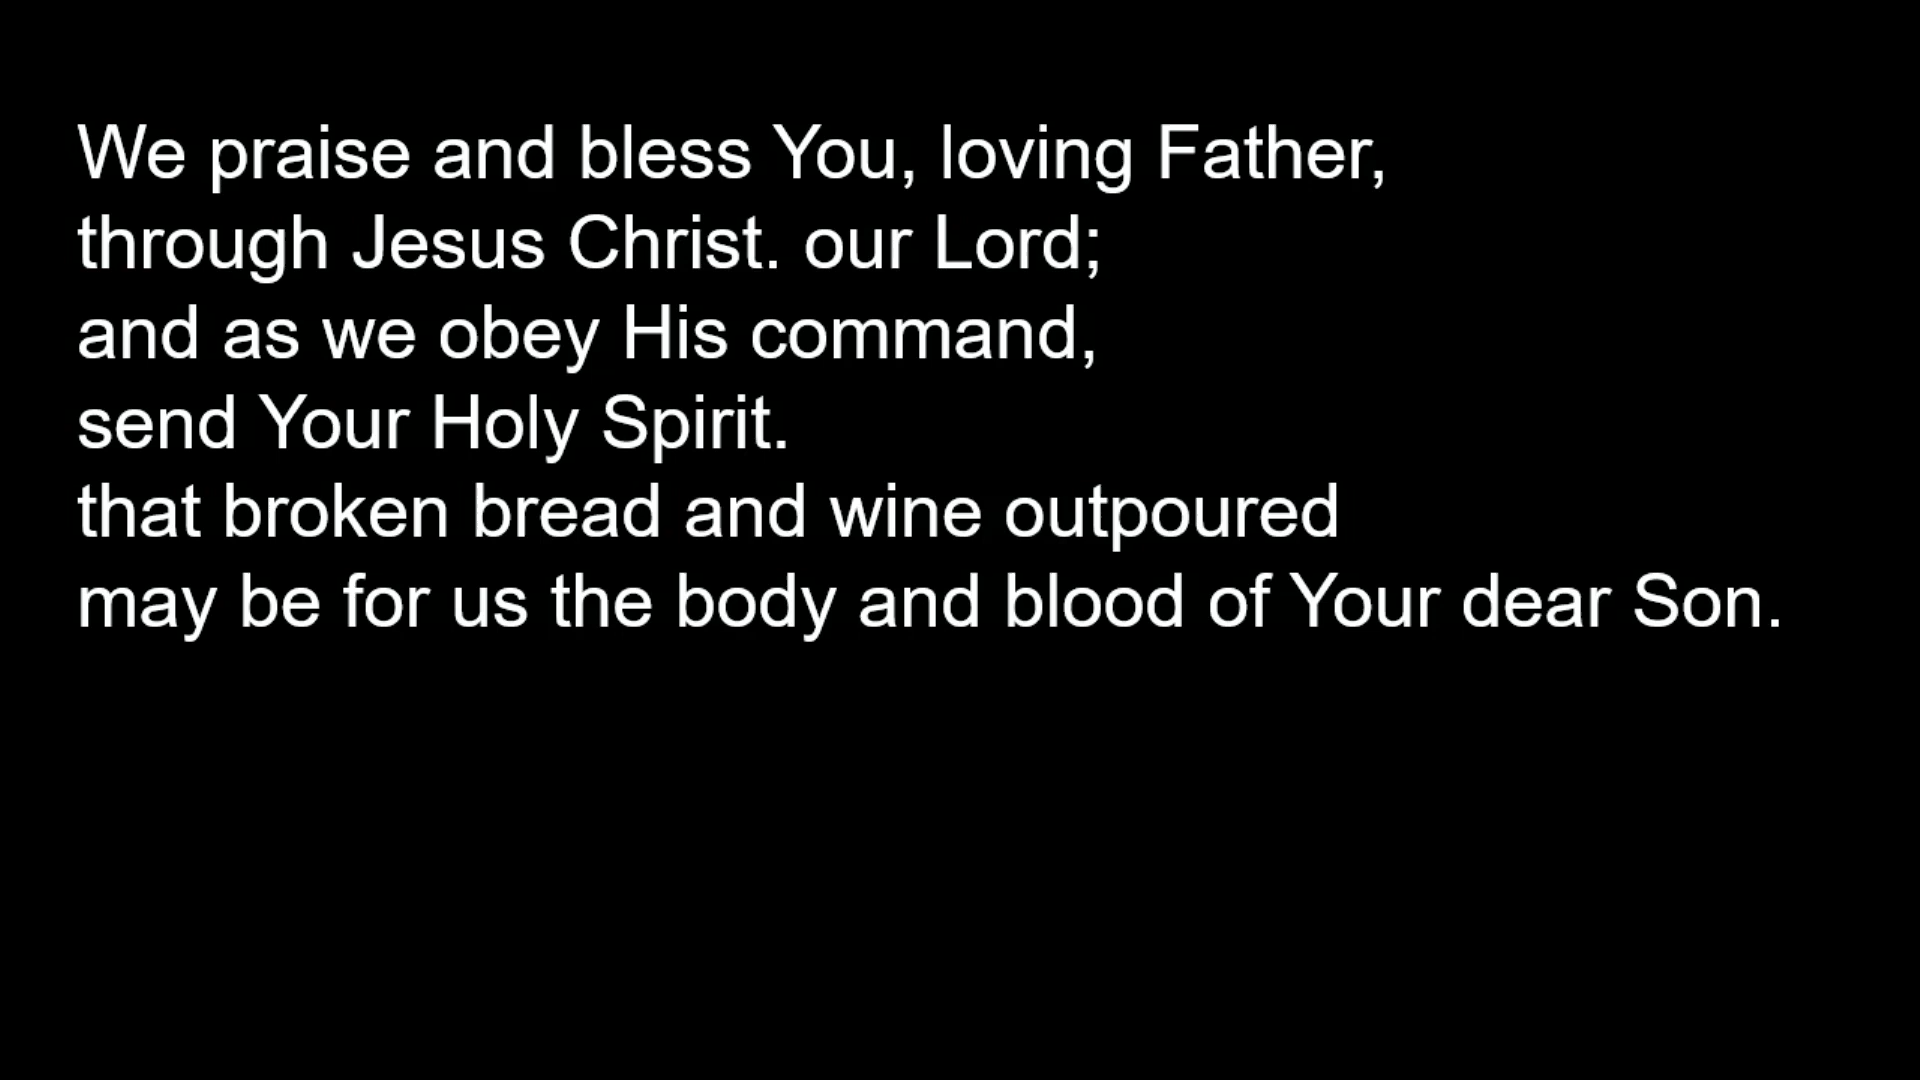 We praise and bless You, loving Father,
through Jesus Christ. our Lord;
and as we obey His command,
send Your Holy Spirit.
that broken bread and wine outpoured
may be for us the body and blood of Your dear Son.